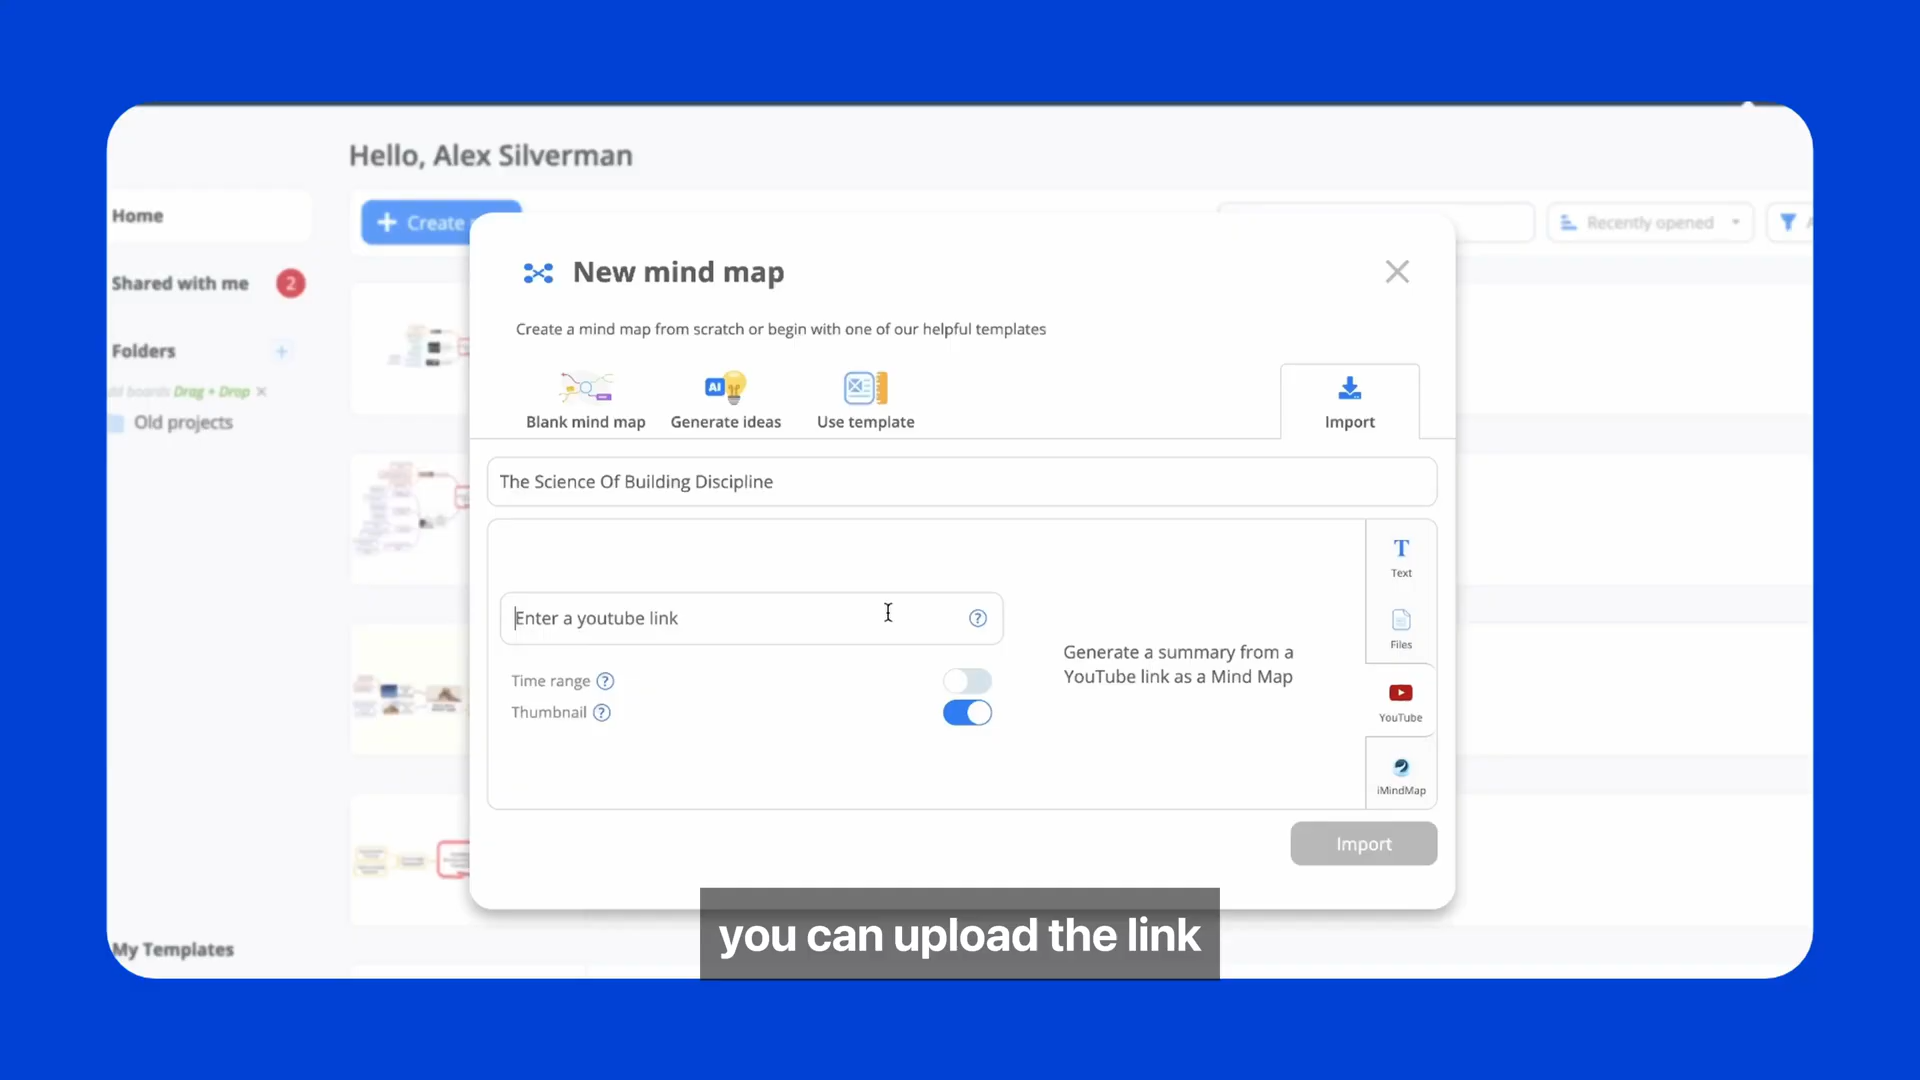 Hello, Alex Silverman
Home
Create
Recently opened
Shared with me
2
Folders
boards Drag + Drop
Old projects
My Templates
New mind map
Create a mind map from scratch or begin with one of our helpful templates
Blank mind map
AI
Generate ideas
Use template
Import
The Science Of Building Discipline
Enter a youtube link
?
Time range ?
Thumbnail ?
Generate a summary from a
YouTube link as a Mind Map
T
Text
Files
YouTube
iMindMap
Import
you can upload the link